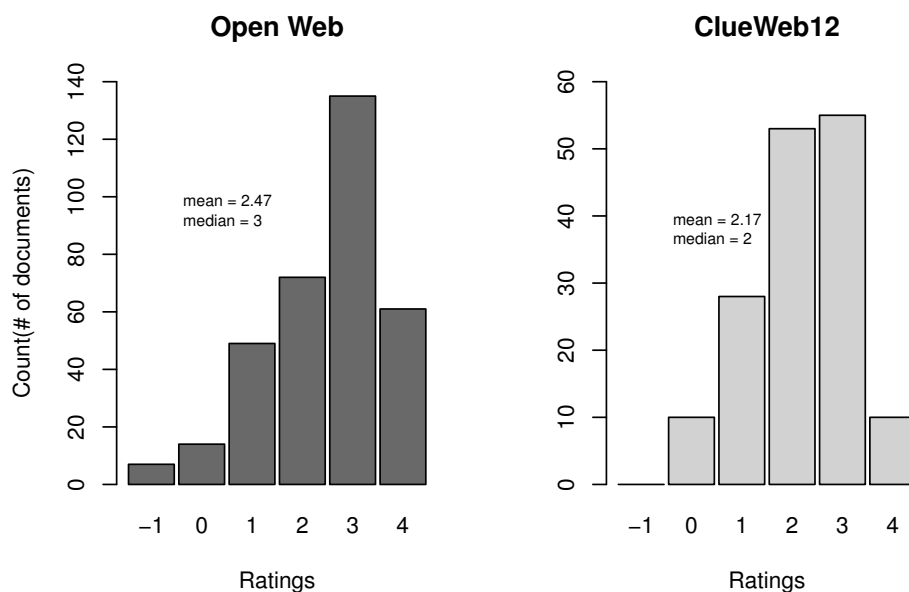 Open Web
Count(# of documents)
140
120
100
80
60
40
20
0
mean = 2.47
median = 3
−1 0 1 2 3 4
Ratings
ClueWeb12
60
50
40
30
20
10
0
mean = 2.17
median = 2
−1 0 1 2 3 4
Ratings